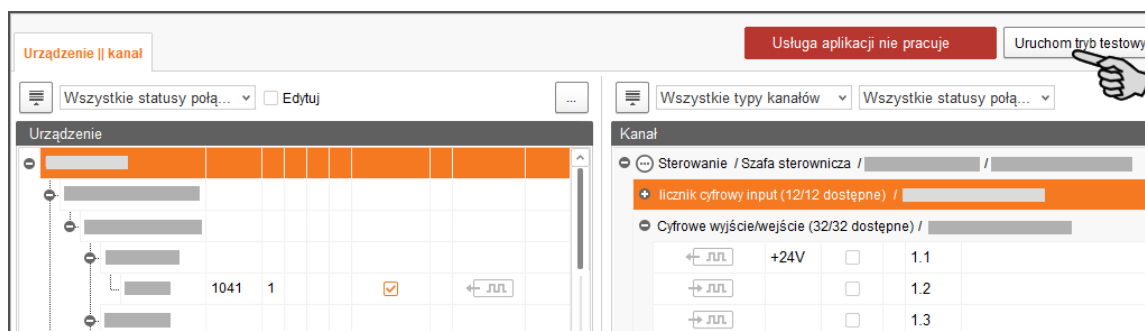 Usługa aplikacji nie pracuje
Uruchom tryb testowy
Urządzenie || kanał
Wszystkie statusy połą...
Edytuj
...
Wszystkie typy kanałów
Wszystkie statusy połą...
Urządzenie
Kanał
Sterowanie / Szafa sterownicza / /
licznik cyfrowy input (12/12 dostępne) /
Cyfrowe wyjście/wejście (32/32 dostępne) /
+24V 1.1
1041 1
1.2
1.3